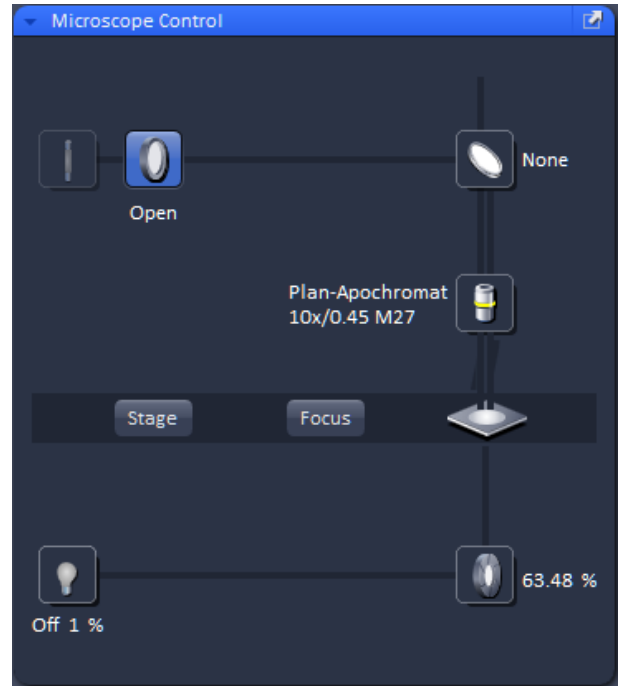 Microscope Control
None
Open
Plan-Apochromat
10x/0.45 M27
Stage Focus
63.48 %
Off 1 %